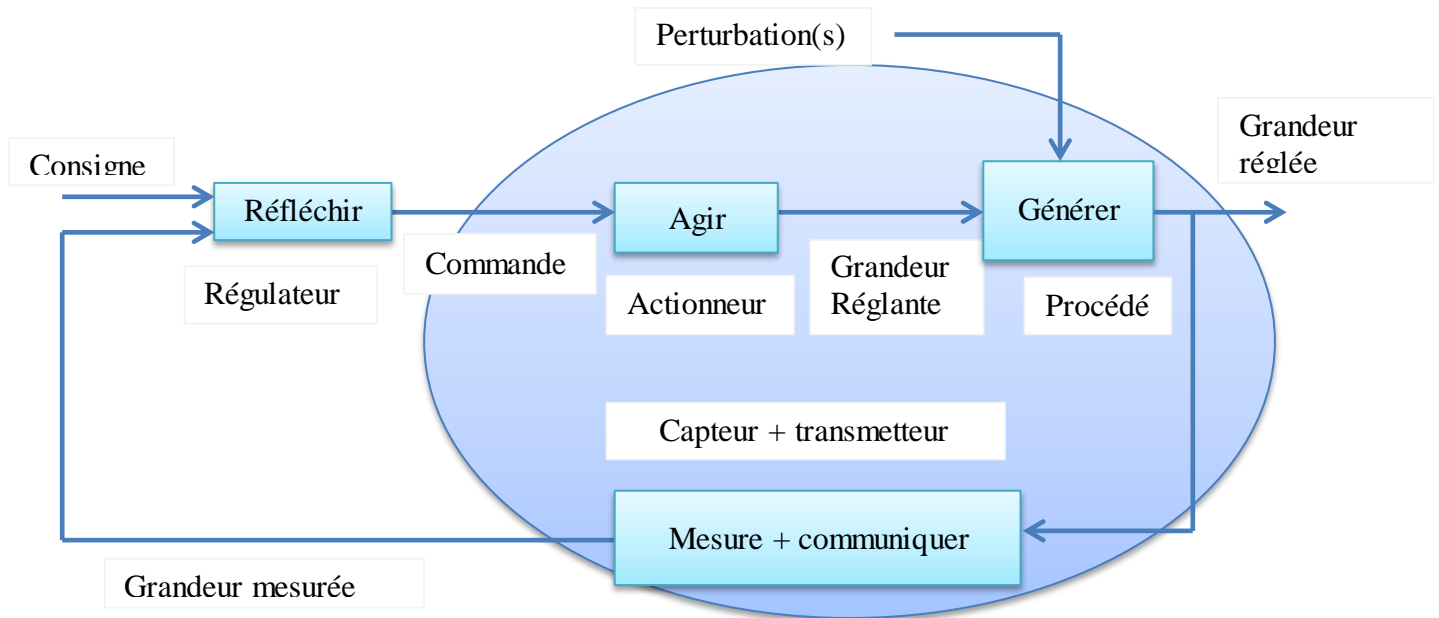 Perturbation(s)
Grandeur
réglée
Consigne
Réfléchir
Agir
Générer
Commande
Grandeur
Réglante
Régulateur
Actionneur
Procédé
Capteur + transmetteur
Mesure + communiquer
Grandeur mesurée